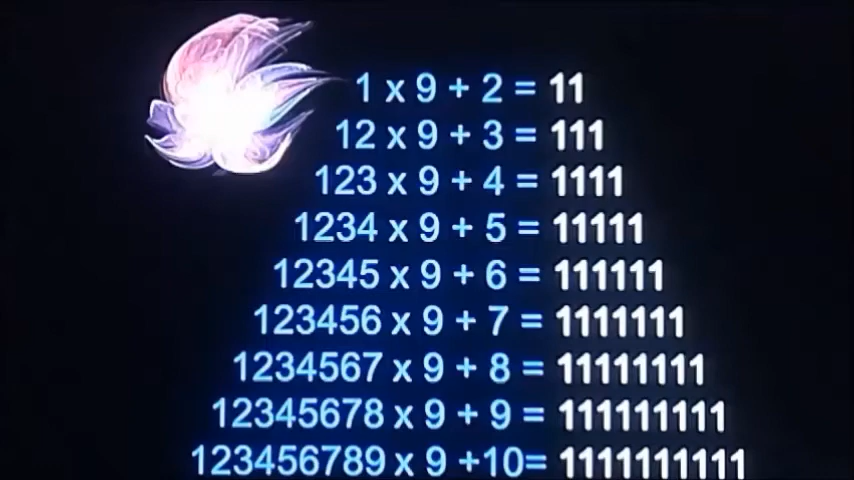 1 x 9 + 2 = 11
12 x 9 + 3 = 111
123 x 9 + 4 = 1111
1234 x 9 + 5 = 11111
12345 x 9 + 6 = 111111
123456 x 9 + 7 = 1111111
1234567 x 9 + 8 = 11111111
12345678 x 9 + 9 = 111111111
123456789 x 9 +10= 1111111111